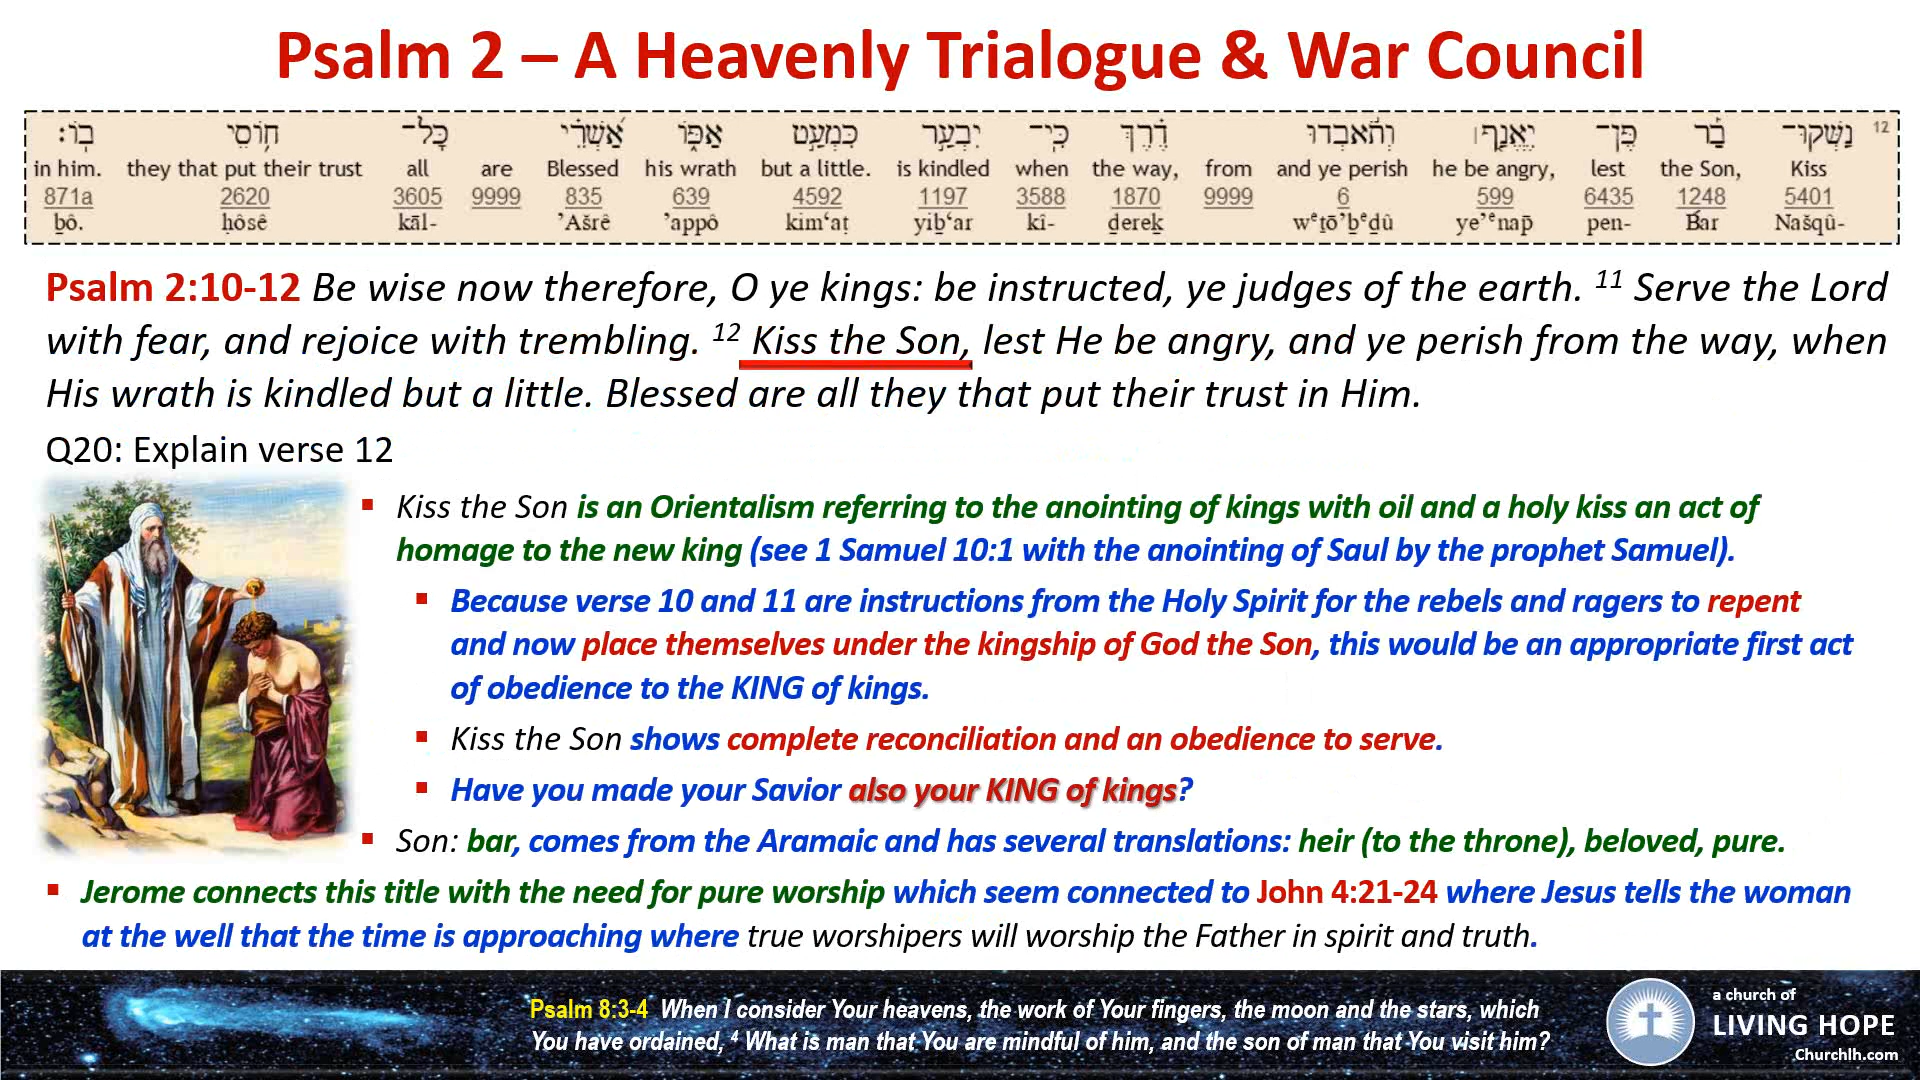 Psalm 2 – A Heavenly Trialogue & War Council
12 נַשְּׁקוּ־ בַ֡ר פֶּן־ יֶאֱנַ֤ף׀ וְתֹ֬אבְדוּ דֶ֗רֶךְ כִּֽי־ יִבְעַ֣ר כִּמְעַ֣ט אַפּ֑וֹ אַ֝שְׁרֵ֗י כָּל־ ח֥וֹסֵי בֽוֹ׃
in him. they that put their trust all are Blessed his wrath but a little. is kindled when the way, from and ye perish he be angry, lest the Son, Kiss
871a 2620 3605 9999 835 639 4592 1197 3588 1870 9999 6 599 6435 1248 5401
ḇō. ḥōsê kāl- ’Ašrê ’appō kim‘aṭ yiḇ‘ar kî- ḏereḵ wᵉṯō’ḇᵉḏû ye’ᵉnap̄ pen- Bar Našqû-
Psalm 2:10-12 Be wise now therefore, O ye kings: be instructed, ye judges of the earth. 11 Serve the Lord
with fear, and rejoice with trembling. 12 Kiss the Son, lest He be angry, and ye perish from the way, when
His wrath is kindled but a little. Blessed are all they that put their trust in Him.
Q20: Explain verse 12
▪ Kiss the Son is an Orientalism referring to the anointing of kings with oil and a holy kiss an act of
homage to the new king (see 1 Samuel 10:1 with the anointing of Saul by the prophet Samuel).
▪ Because verse 10 and 11 are instructions from the Holy Spirit for the rebels and ragers to repent
and now place themselves under the kingship of God the Son, this would be an appropriate first act
of obedience to the KING of kings.
▪ Kiss the Son shows complete reconciliation and an obedience to serve.
▪ Have you made your Savior also your KING of kings?
▪ Son: bar, comes from the Aramaic and has several translations: heir (to the throne), beloved, pure.
▪ Jerome connects this title with the need for pure worship which seem connected to John 4:21-24 where Jesus tells the woman
at the well that the time is approaching where true worshipers will worship the Father in spirit and truth.
Psalm 8:3-4 When I consider Your heavens, the work of Your fingers, the moon and the stars, which
You have ordained, 4 What is man that You are mindful of him, and the son of man that You visit him?
a church of
LIVING HOPE
Churchlh.com